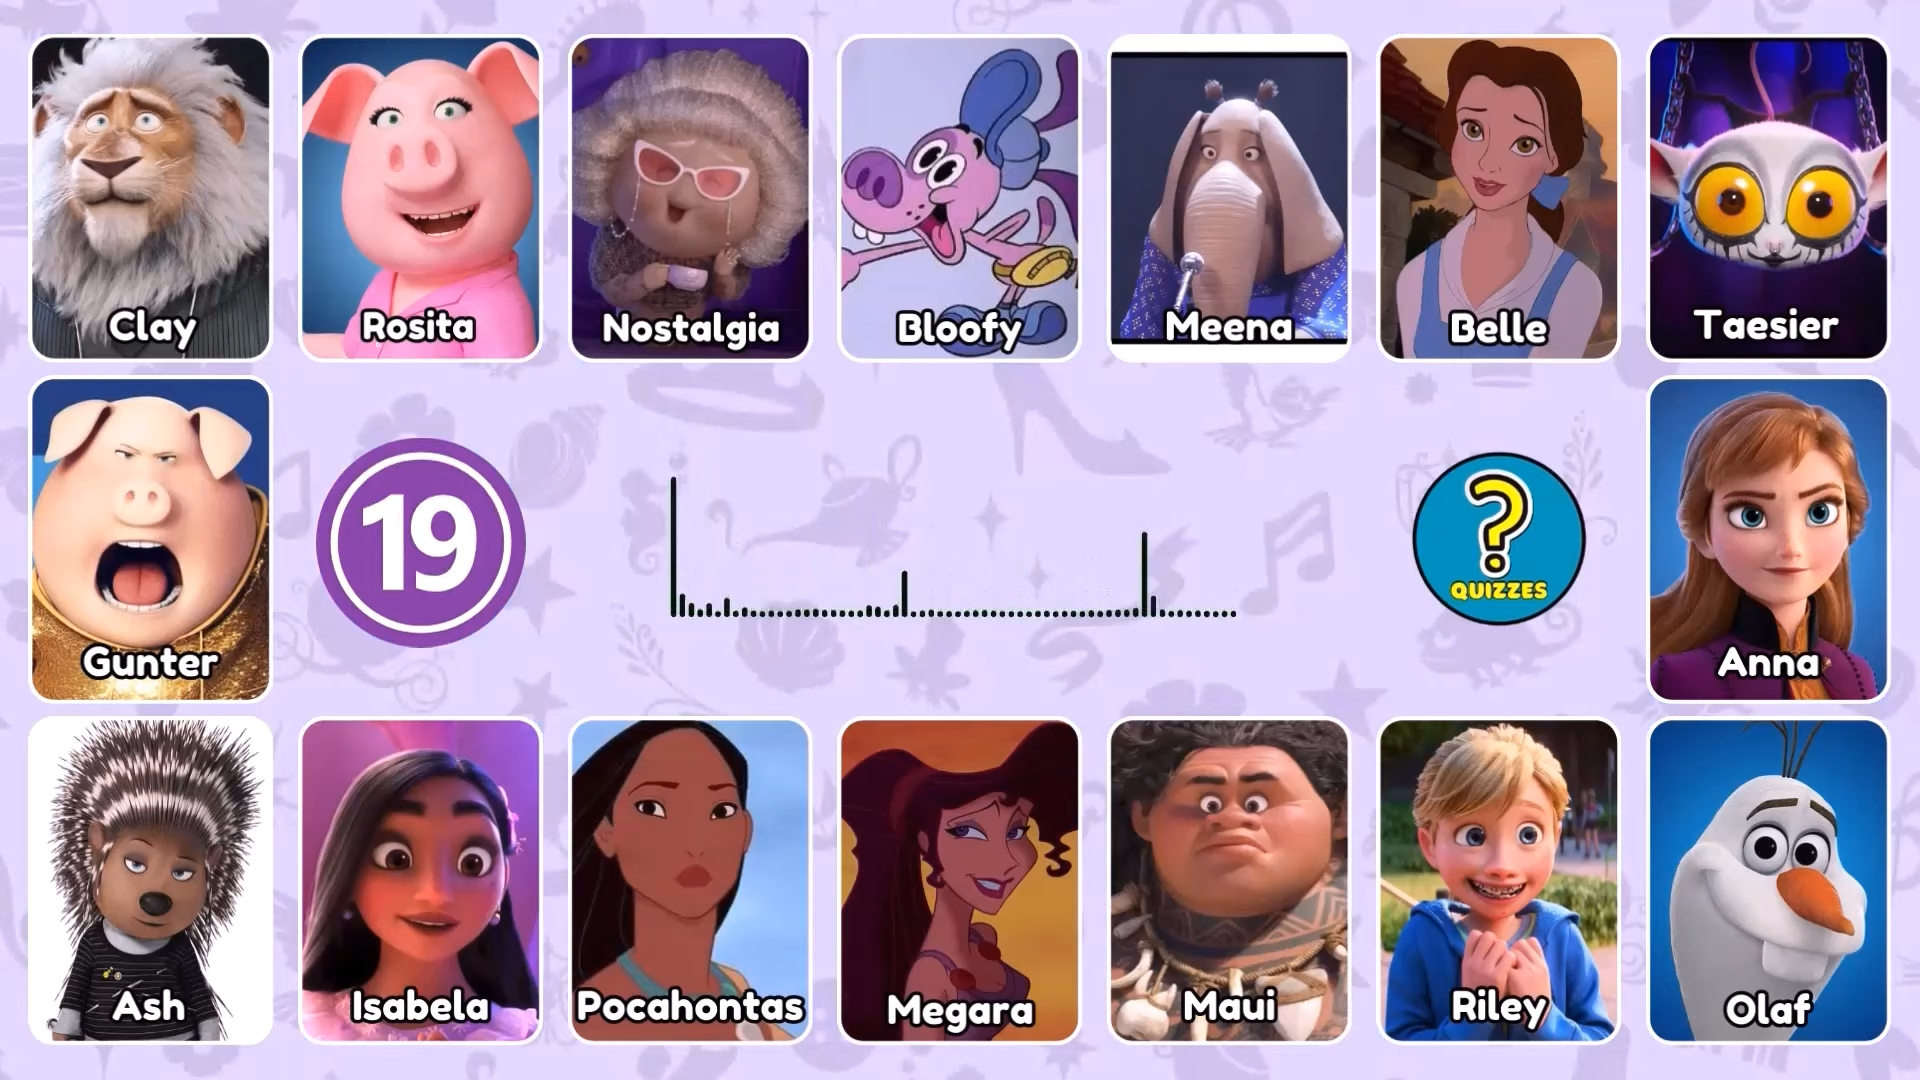 Clay
Rosita
Nostalgia
Bloofy
Meena
Belle
Taesier
Gunter
19
?
QUIZZES
Anna
Ash
Isabela
Pocahontas
Megara
Maui
Riley
Olaf